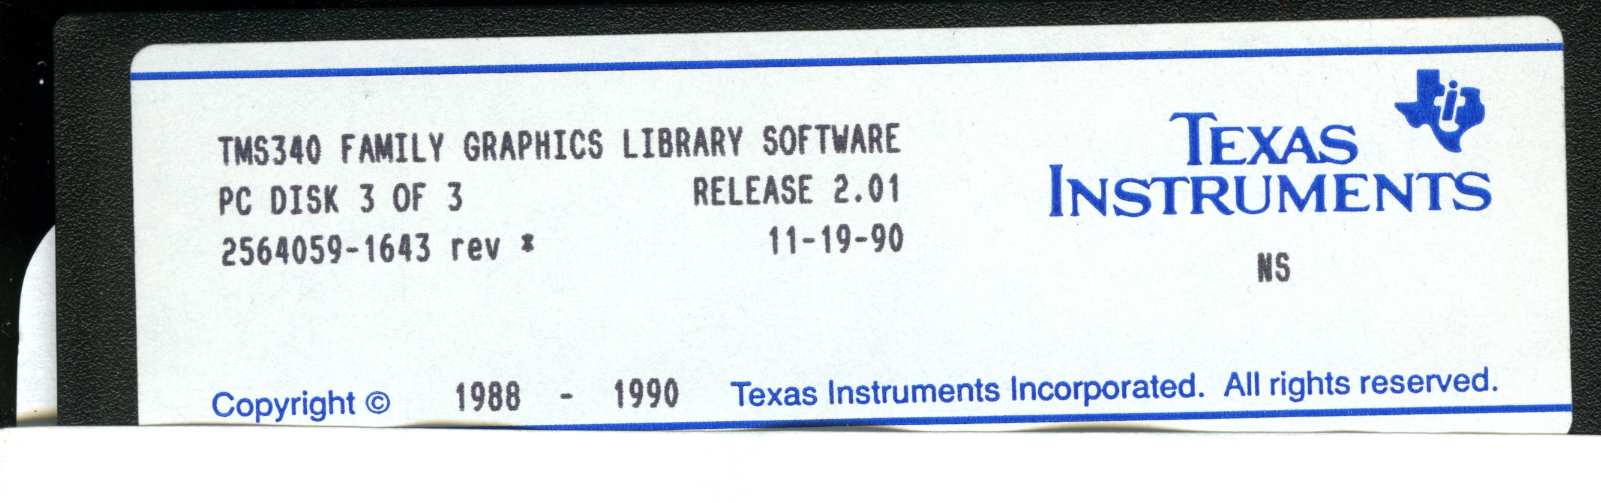 TMS340 FAMILY GRAPHICS LIBRARY SOFTWARE
PC DISK 3 OF 3 RELEASE 2.01
2564059-1643 rev * 11-19-90
TEXAS
INSTRUMENTS
NS
Copyright © 1988 - 1990 Texas Instruments Incorporated. All rights reserved.